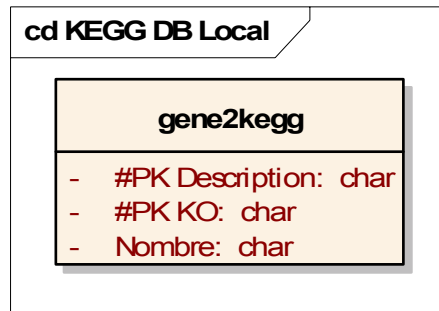 cd KEGG DB Local
gene2kegg
- #PK Description: char
- #PK KO: char
- Nombre: char